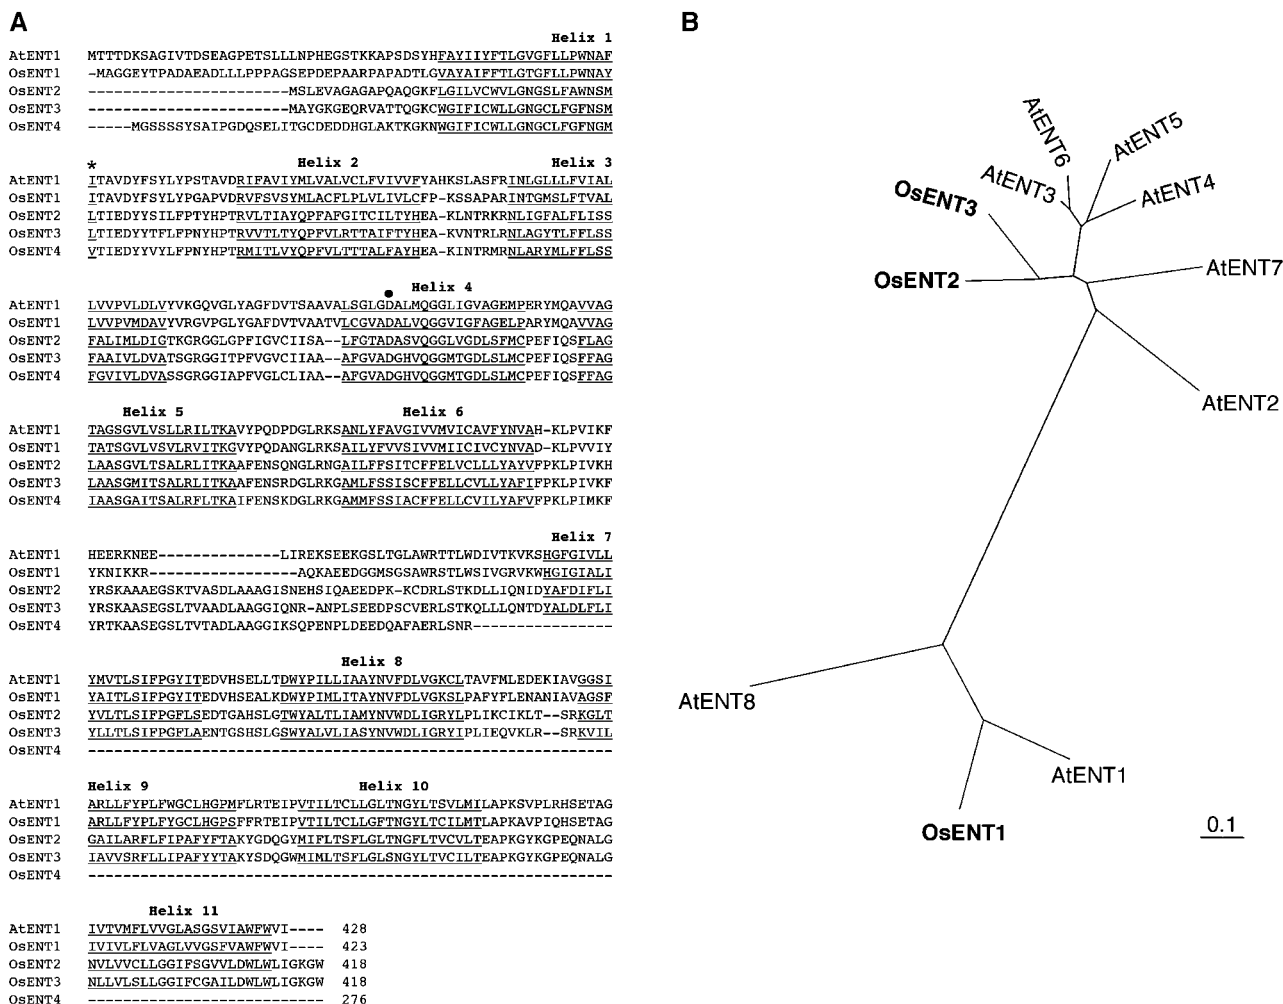 A
Helix 1
AtENT1 MTTTDKSAGIVTDSEAGPETSLLLNPHEGSTKKAPSDSYHFAYIIYFTLGVGFLLPWNAF
OsENT1 -MAGGEYTPADAEADLLLPPPAGSEPDEPAARPAPADTLGVAYAIFFTLGTGFLLPWNAY
OsENT2 -----------------------MSLEVAGAGAPQAQGKFLGILVCWVLGNGSLFAWNSM
OsENT3 -----------------------MAYGKGEQRVATTQGKCWGIFICWLLGNGCLFGFNSM
OsENT4 -----MGSSSSYSAIPGDQSELITGCDEDDHGLAKTKGKNWGIFICWLLGNGCLFGFNGM
*
Helix 2 Helix 3
AtENT1 ITAVDYFSYLYPSTAVDRIFAVIYMLVALVCLFVIVVFYAHKSLASFRINLGLLLFVIAL
OsENT1 ITAVDYFSYLYPGAPVDRVFSVSYMLACFLPLVLIVLCFP-KSSAPARINTGMSLFTVAL
OsENT2 LTIEDYYSILFPTYHPTRVLTIAYQPFAFGITCILTYHEA-KLNTRKRNLIGFALFLISS
OsENT3 LTIEDYYTFLFPNYHPTRVVTLTYQPFVLRTTAIFTYHEA-KVNTRLRNLAGYTLFFLSS
OsENT4 VTIEDYYVYLFPNYHPTRMITLVYQPFVLTTTALFAYHEA-KINTRMRNLARYMLFFLSS
●
Helix 4
AtENT1 LVVPVLDLVYVKGQVGLYAGFDVTSAAVALSGLGDALMQGGLIGVAGEMPERYMQAVVAG
OsENT1 LVVPVMDAVYVRGVPGLYGAFDVTVAATVLCGVADALVQGGVIGFAGELPARYMQAVVAG
OsENT2 FALIMLDIGTKGRGGLGPFIGVCIISA--LFGTADASVQGGLVGDLSFMCPEFIQSFLAG
OsENT3 FAAIVLDVATSGRGGITPFVGVCIIAA--AFGVADGHVQGGMTGDLSLMCPEFIQSFFAG
OsENT4 FGVIVLDVASSGRGGIAPFVGLCLIAA--AFGVADGHVQGGMTGDLSLMCPEFIQSFFAG
Helix 5 Helix 6
AtENT1 TAGSGVLVSLLRILTKAVYPQDPDGLRKSANLYFAVGIVVMVICAVFYNVAH-KLPVIKF
OsENT1 TATSGVLVSVLRVITKGVYPQDANGLRKSAILYFVVSIVVMIICIVCYNVAD-KLPVVIY
OsENT2 LAASGVLTSALRLITKAAFENSQNGLRNGAILFFSITCFFELVCLLLYAYVFPKLPIVKH
OsENT3 LAASGMITSALRLITKAAFENSRDGLRKGAMLFSSISCFFELLCVLLYAFIFPKLPIVKF
OsENT4 IAASGAITSALRFLTKAIFENSKDGLRKGAMMFSSIACFFELLCVILYAFVFPKLPIMKF
Helix 7
AtENT1 HEERKNEE--------------LIREKSEEKGSLTGLAWRTTLWDIVTKVKSHGFGIVLL
OsENT1 YKNIKKR-----------------AQKAEEDGGMSGSAWRSTLWSIVGRVKWHGIGIALI
OsENT2 YRSKAAEGSKTVASDLAAAGISNEHSIQAEEDPK-KCDRLSTKDLLIQNIDYAFDIFLI
OsENT3 YRSKAASEGSLTVAADLAAGGIQNR-ANPLSEEDPSCVERLSTKQLLLQNTDYALDLFLI
OsENT4 YRTKAASEGSLTVTADLAAGGIKSQPENPLDEEDQAFAERLSNR----------------
Helix 8
AtENT1 YMVTLSIFPGYITEDVHSELLTDWYPILLIAAYNVFDLVGKCLTAVFMLEDEKIAVGGSI
OsENT1 YAITLSIFPGYITEDVHSEALKDWYPIMLITAYNVFDLVGKSLPAFYFLENANIAVAGSF
OsENT2 YVLTLSIFPGFLSEDTGAHSLGTWYALTLIAMYNVWDLIGRYLPLIKCIKLT--SRKGLT
OsENT3 YLLTLSIFPGFLAENTGSHSLGSWYALVLIASYNVWDLIGRYIPLIEQVKLR--SRKVIL
OsENT4 ------------------------------------------------------------
Helix 9 Helix 10
AtENT1 ARLLFYPLFWGCLHGPMFLRTEIPVTILTCLLGLTNGYLTSVLMILAPKSVPLRHSETAG
OsENT1 ARLLFYPLFYGCLHGPSFFRTEIPVTILTCLLGFTNGYLTCILMTLAPKAVPIQHSETAG
OsENT2 GAILARFLFIPAFYFTAKYGDQGYMIFLTSFLGLTNGFLTVCVLTEAPKGYKGPEQNALG
OsENT3 IAVVSRFLLIPAFYYTAKYSDQGWMIMLTSFLGLSNGYLTVCILTEAPKGYKGPEQNALG
OsENT4 ------------------------------------------------------------
Helix 11
AtENT1 IVTVMFLVVGLASGSVIAWFWVI---- 428
OsENT1 IVIVLFLVAGLVVGSFVAWFWVI---- 423
OsENT2 NVLVVCLLGGIFSGVVLDWLWLIGKGW 418
OsENT3 NLLVLSLLGGIFCGAILDWLWLIGKGW 418
OsENT4 --------------------------- 276
B
AtENT6
AtENT5
AtENT3
AtENT4
OsENT3
AtENT7
OsENT2
AtENT2
AtENT8
AtENT1
OsENT1
0.1